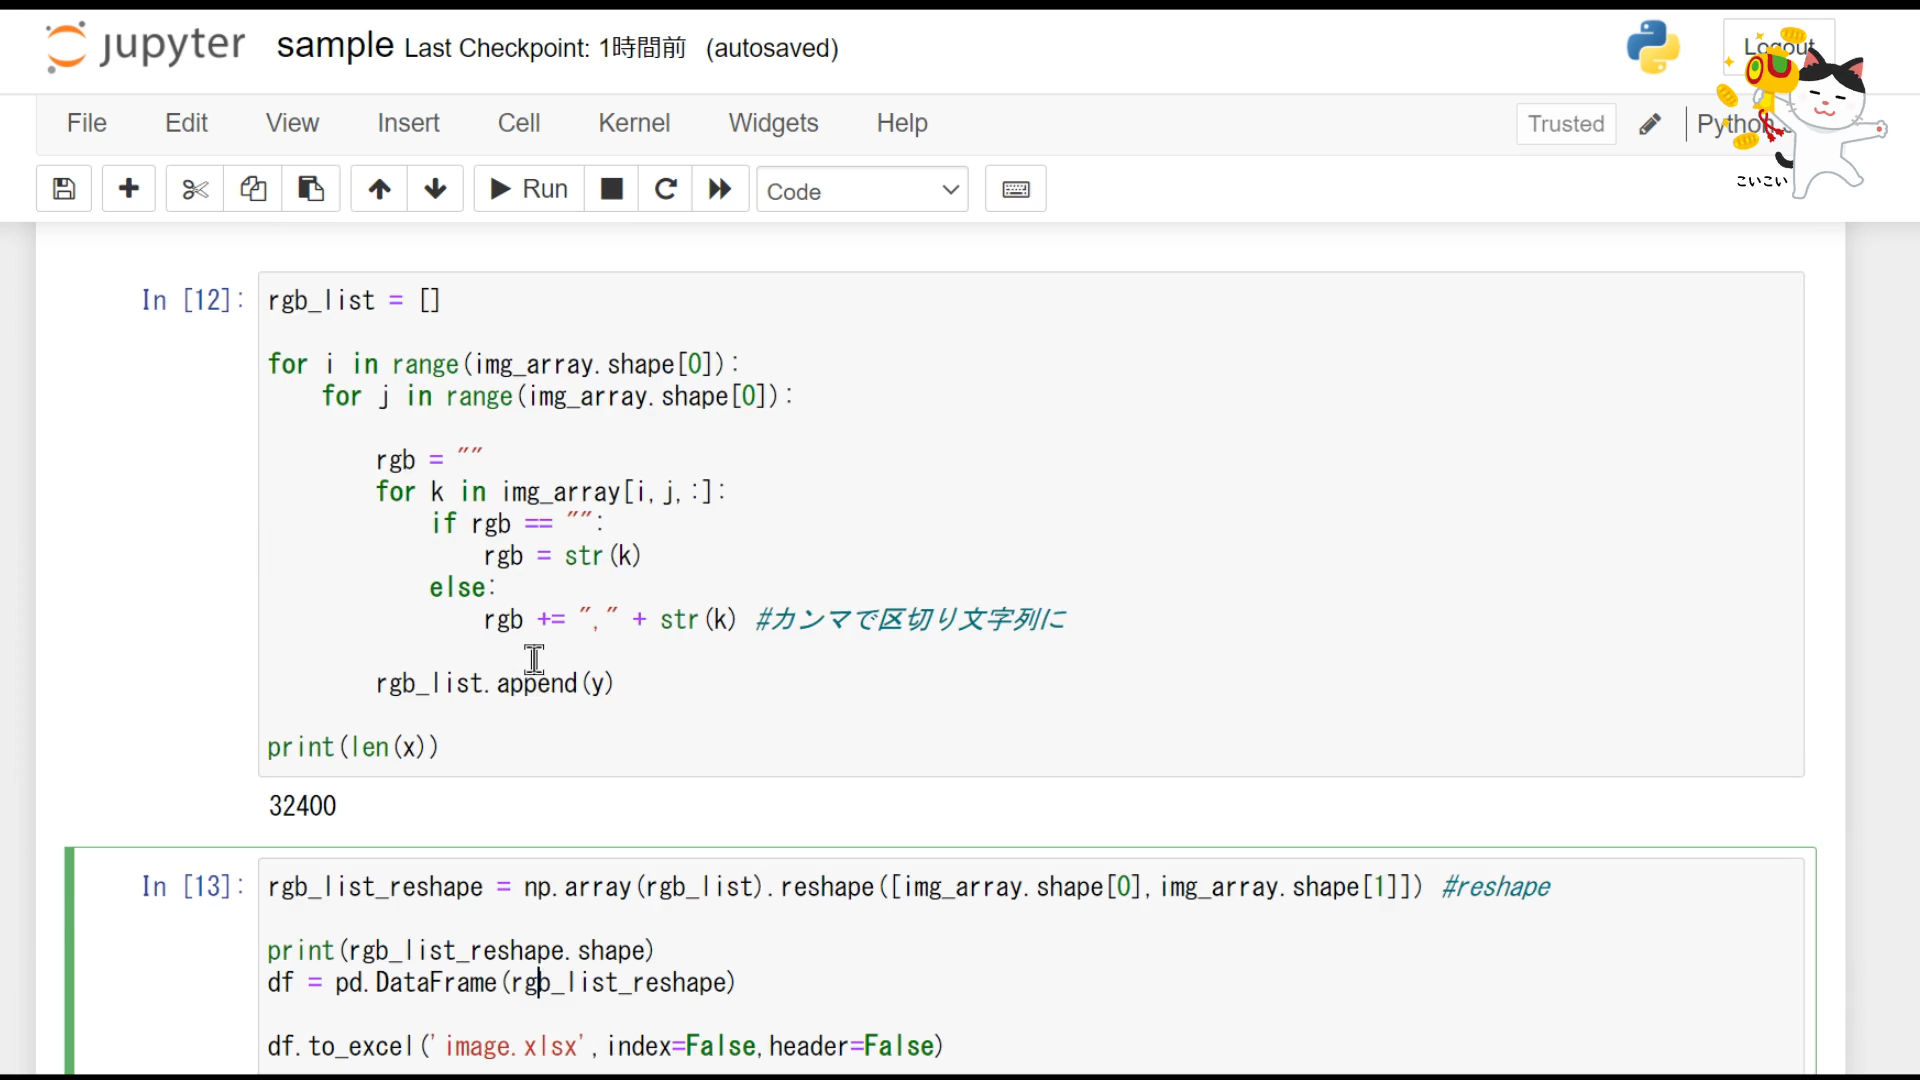 jupyter sample Last Checkpoint: 1時間前 (autosaved)
Logout
File Edit View Insert Cell Kernel Widgets Help
Trusted
Python
Run
Code
こいこい
In [12]:
rgb_list = []
for i in range(img_array.shape[0]):
for j in range(img_array.shape[0]):
rgb = ""
for k in img_array[i,j,:]:
if rgb == "":
rgb = str(k)
else:
rgb += "," + str(k) #カンマで区切り文字列に
rgb_list.append(y)
print(len(x))
32400
In [13]:
rgb_list_reshape = np.array(rgb_list).reshape([img_array.shape[0],img_array.shape[1]]) #reshape
print(rgb_list_reshape.shape)
df = pd.DataFrame(rgb_list_reshape)
df.to_excel('image.xlsx',index=False,header=False)